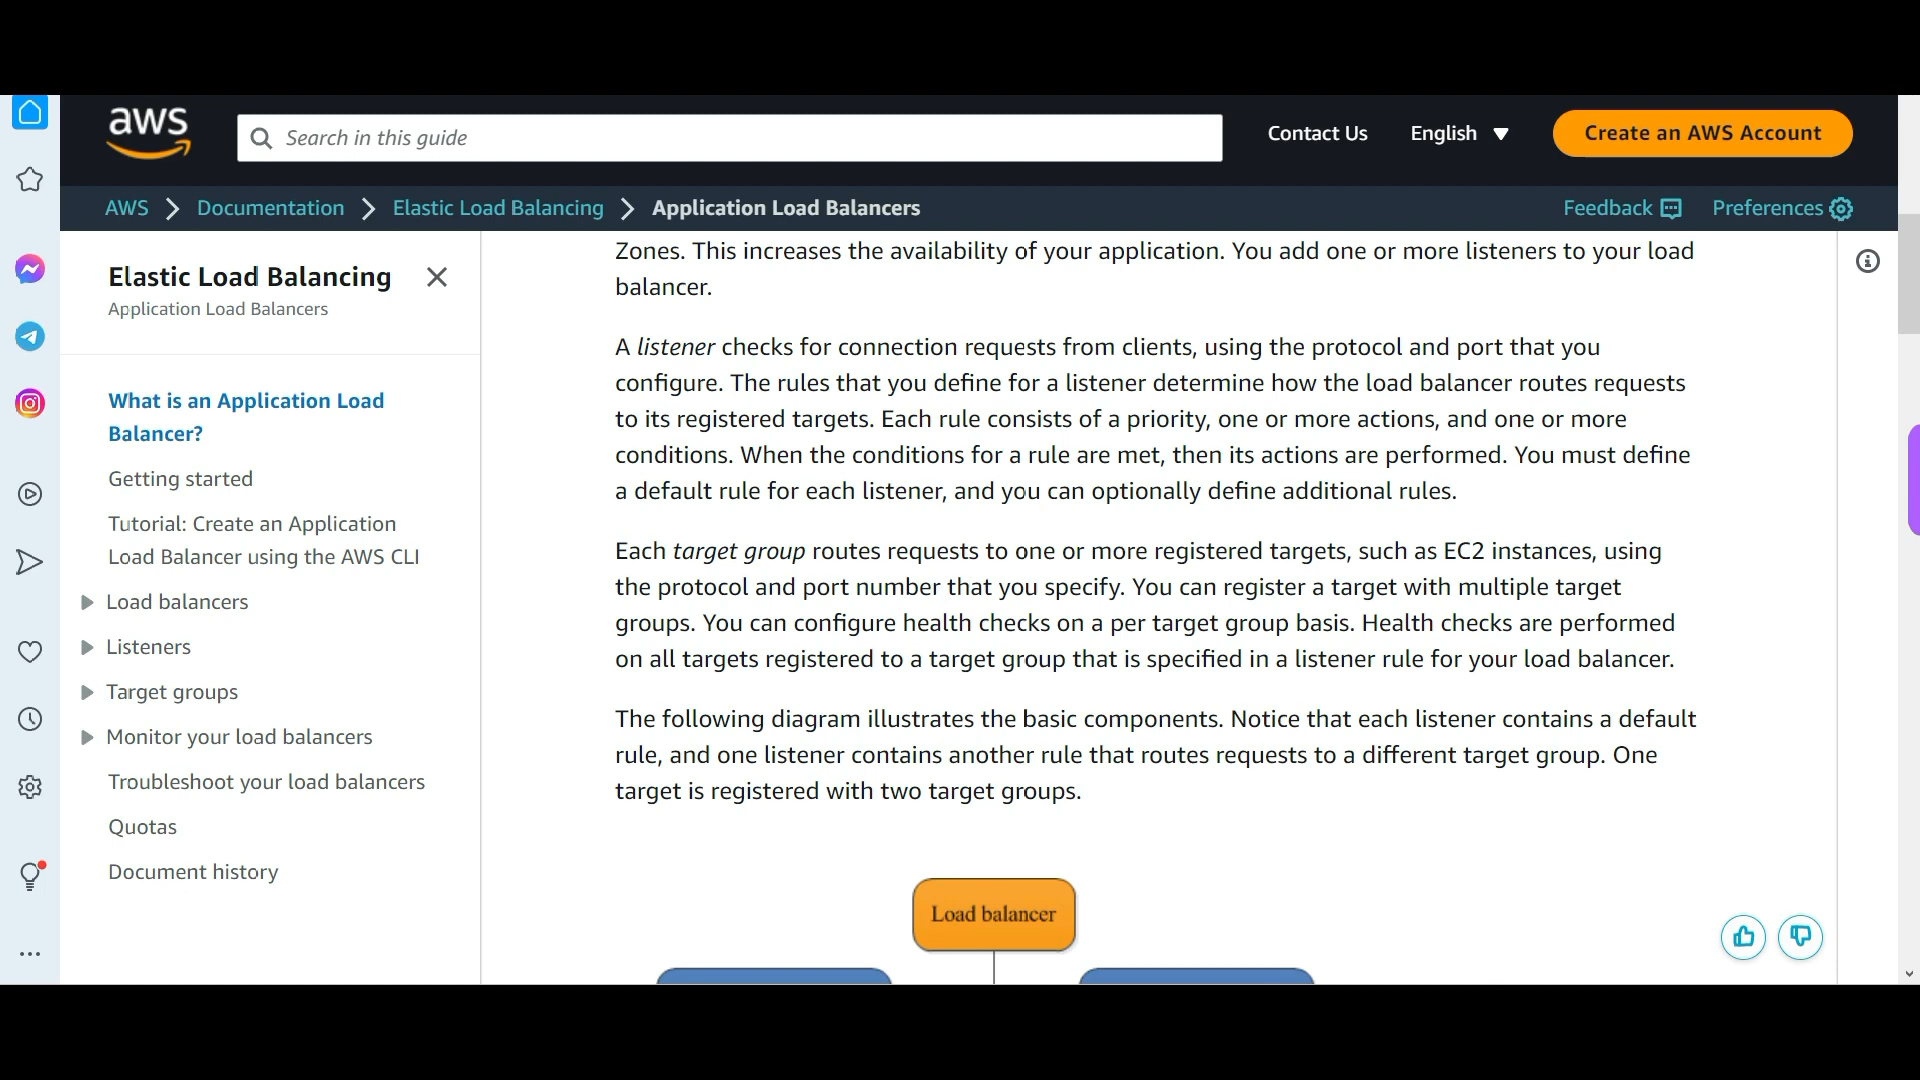 aws
Search in this guide
Contact Us
English
Create an AWS Account
AWS
Documentation
Elastic Load Balancing
Application Load Balancers
Feedback
Preferences
Elastic Load Balancing
Application Load Balancers
What is an Application Load
Balancer?
Getting started
Tutorial: Create an Application
Load Balancer using the AWS CLI
Load balancers
Listeners
Target groups
Monitor your load balancers
Troubleshoot your load balancers
Quotas
Document history
Zones. This increases the availability of your application. You add one or more listeners to your load
balancer.
A listener checks for connection requests from clients, using the protocol and port that you
configure. The rules that you define for a listener determine how the load balancer routes requests
to its registered targets. Each rule consists of a priority, one or more actions, and one or more
conditions. When the conditions for a rule are met, then its actions are performed. You must define
a default rule for each listener, and you can optionally define additional rules.
Each target group routes requests to one or more registered targets, such as EC2 instances, using
the protocol and port number that you specify. You can register a target with multiple target
groups. You can configure health checks on a per target group basis. Health checks are performed
on all targets registered to a target group that is specified in a listener rule for your load balancer.
The following diagram illustrates the basic components. Notice that each listener contains a default
rule, and one listener contains another rule that routes requests to a different target group. One
target is registered with two target groups.
Load balancer